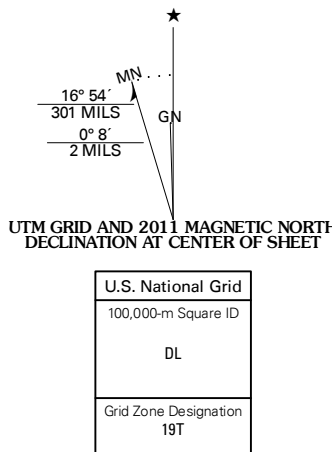 ★
MN
GN
16° 54´
301 MILS
0° 8´
2 MILS
UTM GRID AND 2011 MAGNETIC NORTH
DECLINATION AT CENTER OF SHEET
U.S. National Grid
100,000-m Square ID
DL
Grid Zone Designation
19T